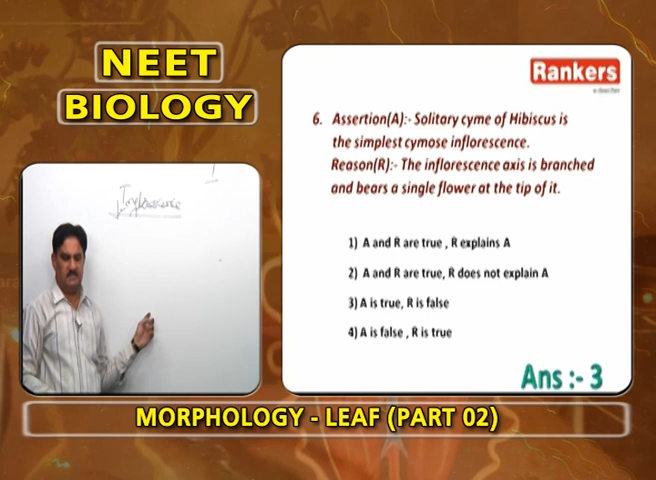 NEET
BIOLOGY
Rankers
6. Assertion(A):- Solitary cyme of Hibiscus is
the simplest cymose inflorescence.
Reason(R):- The inflorescence axis is branched
and bears a single flower at the tip of it.
1) A and R are true , R explains A
2) A and R are true, R does not explain A
3) A is true, R is false
4) A is false , R is true
Ans :- 3
Inflorescence
MORPHOLOGY - LEAF (PART 02)